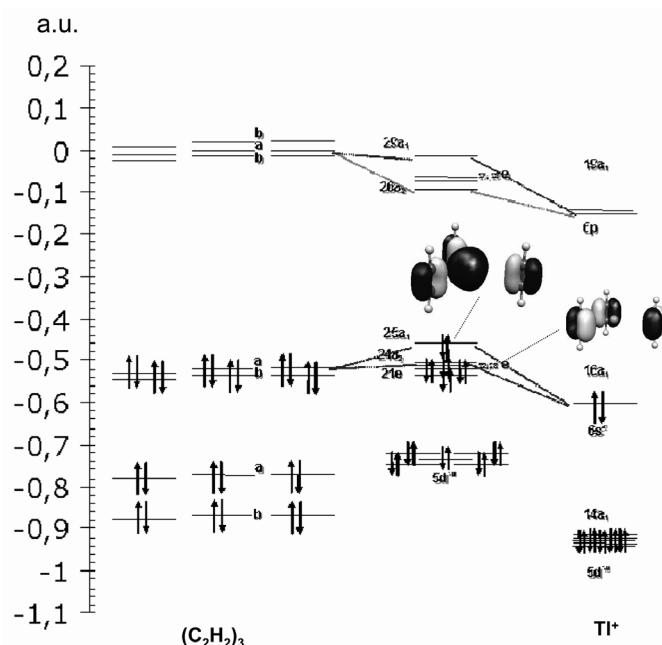 a.u.
0,2
0,1
0
-0,1
-0,2
-0,3
-0,4
-0,5
-0,6
-0,7
-0,8
-0,9
-1
-1,1
b
a
b
a
b
a
b
29a₁
e
19a₁
6p
25a₁
21e
e
16a₁
6s²
5d¹⁰
14a₁
5d¹⁰
(C₂H₂)₃
Tl⁺